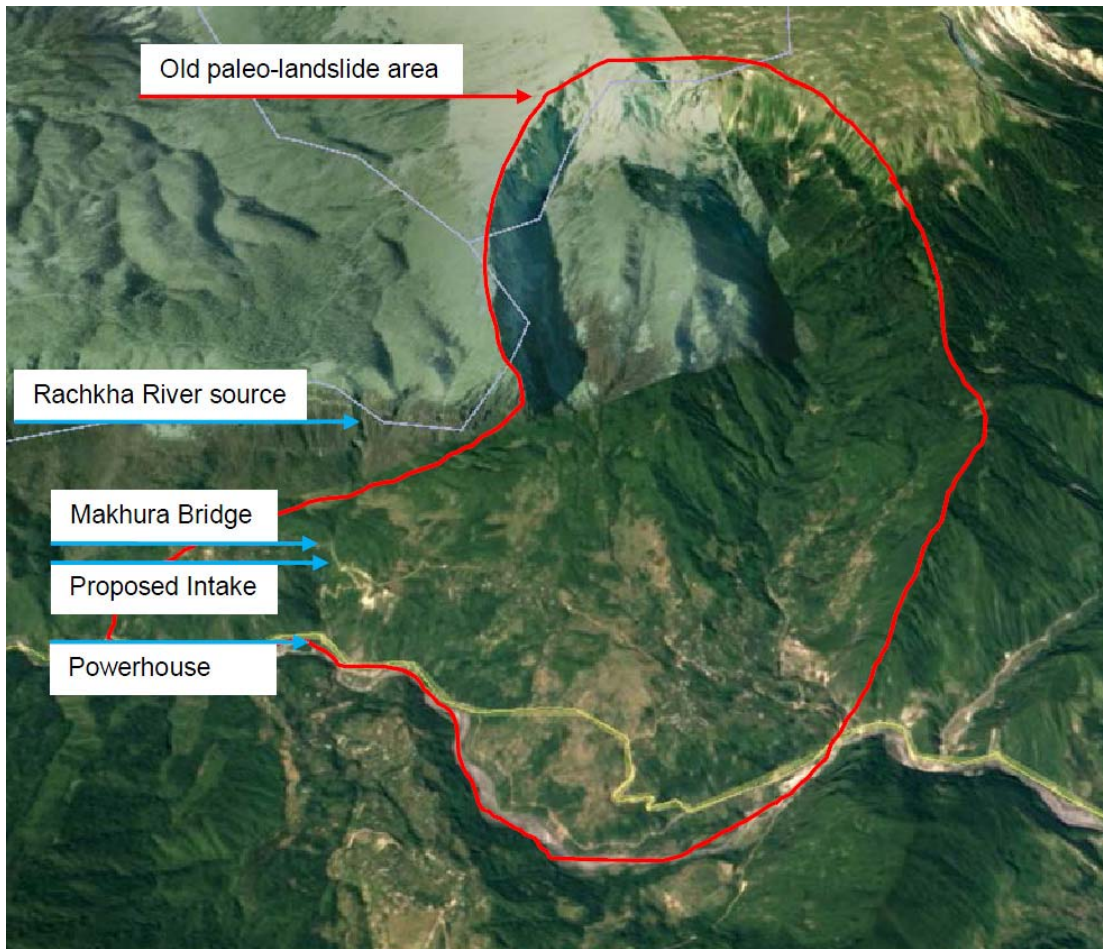 Old paleo-landslide area
Rachkha River source
Makhura Bridge
Proposed Intake
Powerhouse